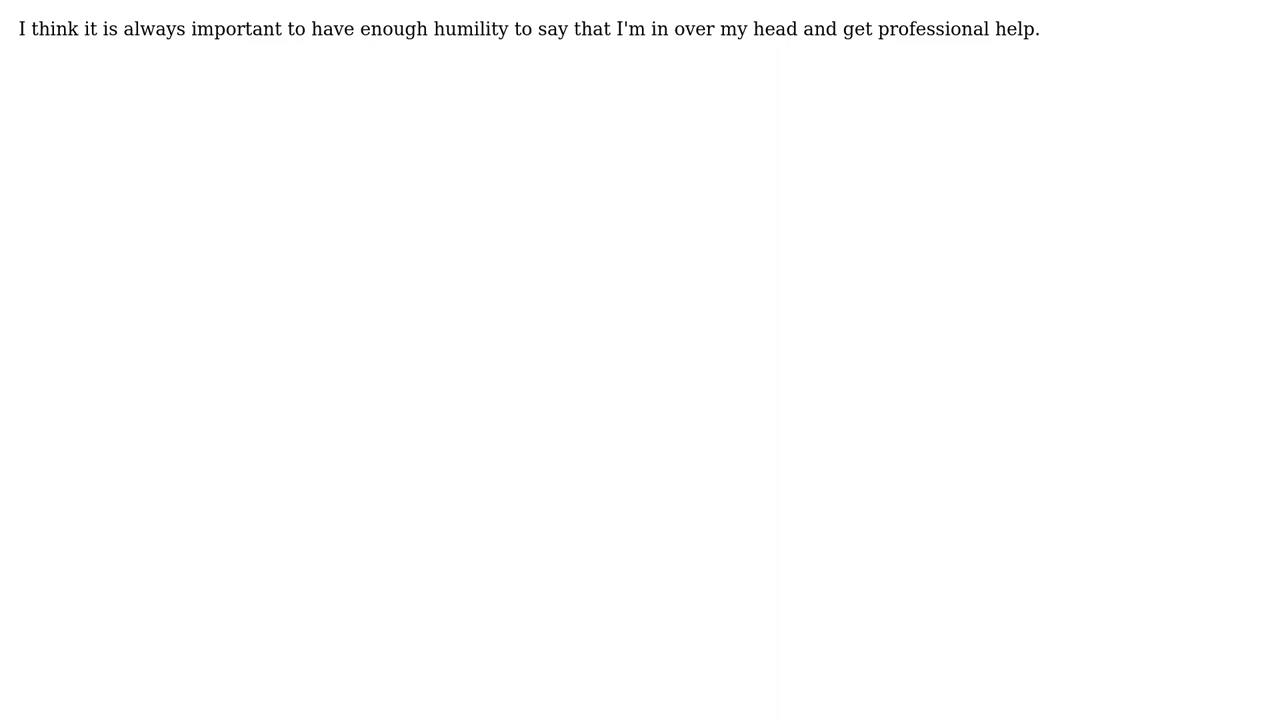 I think it is always important to have enough humility to say that I'm in over my head and get professional help.